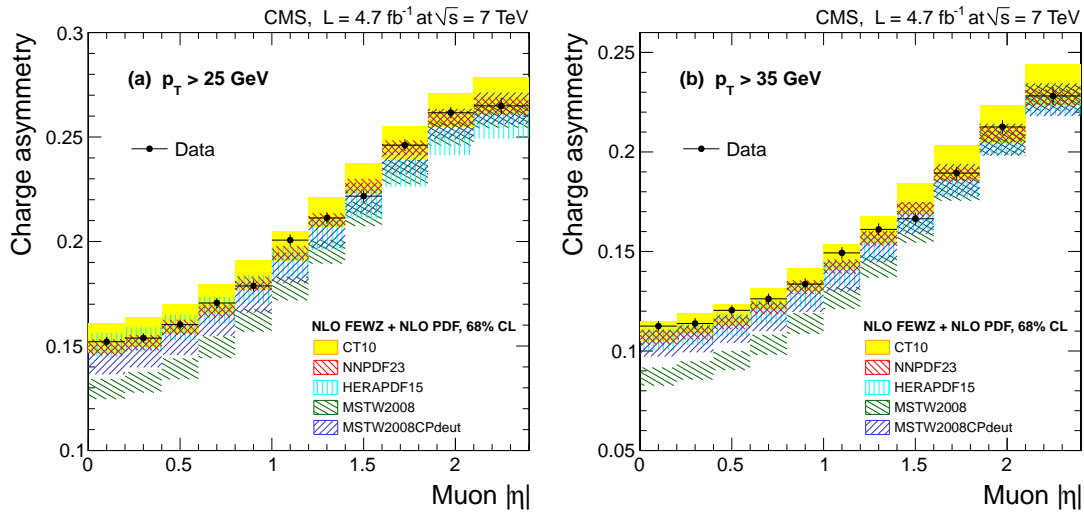 CMS, L = 4.7 fb⁻¹ at √s = 7 TeV
Charge asymmetry
0.3
0.25
0.2
0.15
0.1
(a) p_T > 25 GeV
Data
NLO FEWZ + NLO PDF, 68% CL
CT10
NNPDF23
HERAPDF15
MSTW2008
MSTW2008CPdeut
0 0.5 1 1.5 2
Muon |η|
CMS, L = 4.7 fb⁻¹ at √s = 7 TeV
Charge asymmetry
0.25
0.2
0.15
0.1
0.05
(b) p_T > 35 GeV
Data
NLO FEWZ + NLO PDF, 68% CL
CT10
NNPDF23
HERAPDF15
MSTW2008
MSTW2008CPdeut
0 0.5 1 1.5 2
Muon |η|